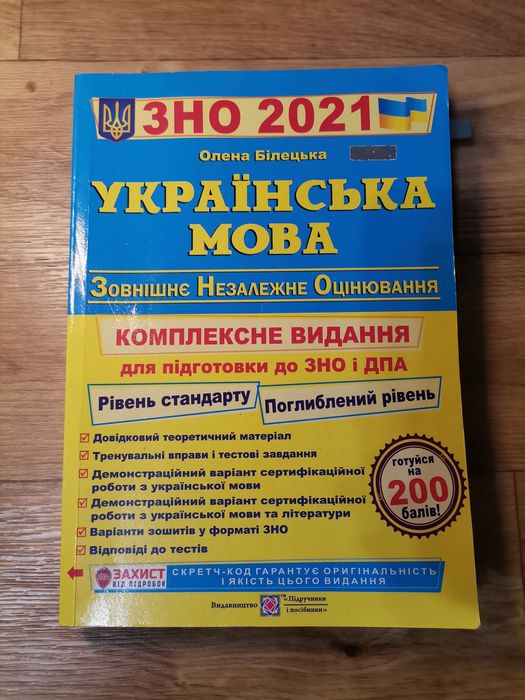 ЗНО 2021
Олена Білецька
УКРАЇНСЬКА
МОВА
Зовнішнє Незалежне Оцінювання
КОМПЛЕКСНЕ ВИДАННЯ
для підготовки до ЗНО і ДПА
Рівень стандарту
Поглиблений рівень
Довідковий теоретичний матеріал
Тренувальні вправи і тестові завдання
Демонстраційний варіант сертифікаційної
роботи з української мови
Демонстраційний варіант сертифікаційної
роботи з української мови та літератури
Варіанти зошитів у форматі ЗНО
Відповіді до тестів
готуйся
на
200
балів!
ЗАХИСТ
ВІД ПІДРОБОК
СКРЕТЧ-КОД ГАРАНТУЄ ОРИГІНАЛЬНІСТЬ
І ЯКІСТЬ ЦЬОГО ВИДАННЯ
Видавництво
«Підручники
і посібники»